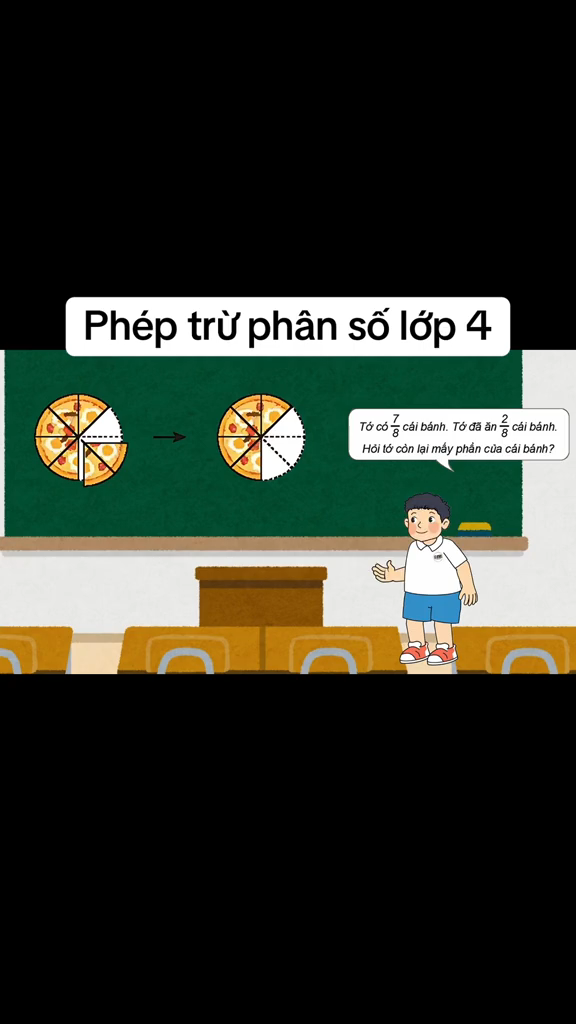 Phép trừ phân số lớp 4
Tớ có 7/8 cái bánh. Tớ đã ăn 2/8 cái bánh.
Hỏi tớ còn lại mấy phần của cái bánh?